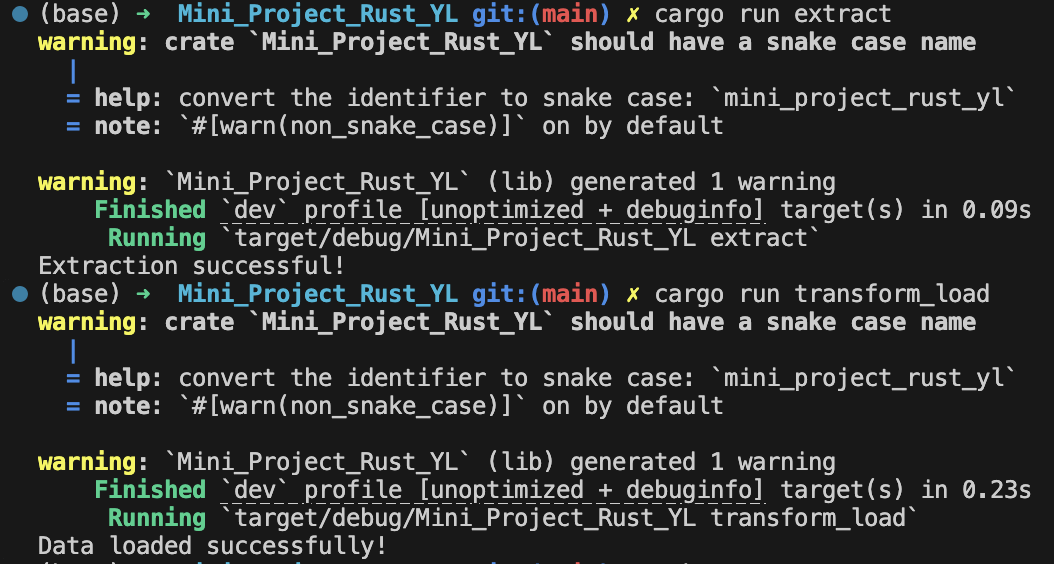 (base) → Mini_Project_Rust_YL git:(main) ✗ cargo run extract
warning: crate `Mini_Project_Rust_YL` should have a snake case name
|
= help: convert the identifier to snake case: `mini_project_rust_yl`
= note: `#[warn(non_snake_case)]` on by default
warning: `Mini_Project_Rust_YL` (lib) generated 1 warning
Finished `dev` profile [unoptimized + debuginfo] target(s) in 0.09s
Running `target/debug/Mini_Project_Rust_YL extract`
Extraction successful!
(base) → Mini_Project_Rust_YL git:(main) ✗ cargo run transform_load
warning: crate `Mini_Project_Rust_YL` should have a snake case name
|
= help: convert the identifier to snake case: `mini_project_rust_yl`
= note: `#[warn(non_snake_case)]` on by default
warning: `Mini_Project_Rust_YL` (lib) generated 1 warning
Finished `dev` profile [unoptimized + debuginfo] target(s) in 0.23s
Running `target/debug/Mini_Project_Rust_YL transform_load`
Data loaded successfully!